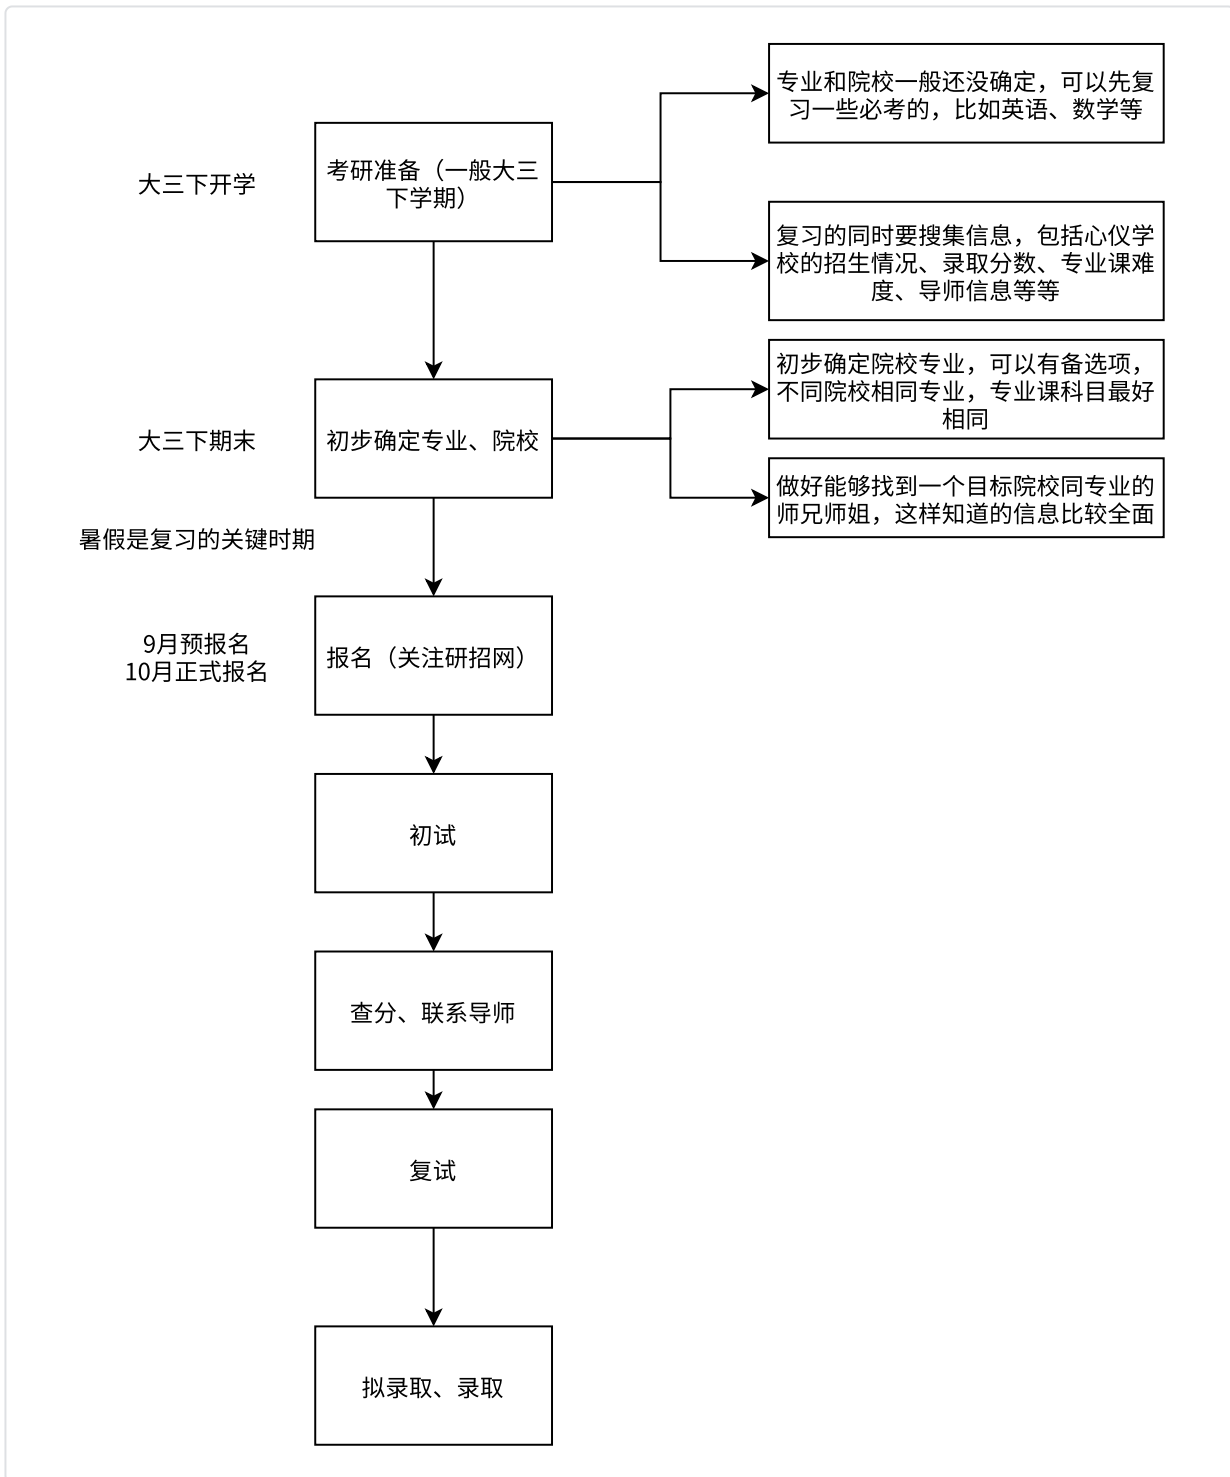 专业和院校一般还没确定，可以先复
习一些必考的，比如英语、数学等
大三下开学
考研准备（一般大三
下学期）
复习的同时要搜集信息，包括心仪学
校的招生情况、录取分数、专业课难
度、导师信息等等
初步确定院校专业，可以有备选项，
不同院校相同专业，专业课科目最好
相同
大三下期末
初步确定专业、院校
做好能够找到一个目标院校同专业的
师兄师姐，这样知道的信息比较全面
暑假是复习的关键时期
9月预报名
10月正式报名
报名（关注研招网）
初试
查分、联系导师
复试
拟录取、录取